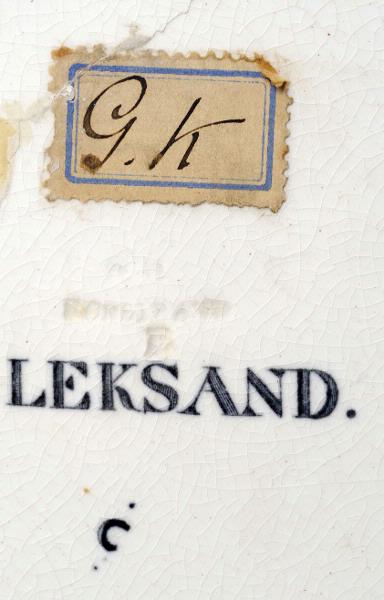 G. K
LEKSAND.
C